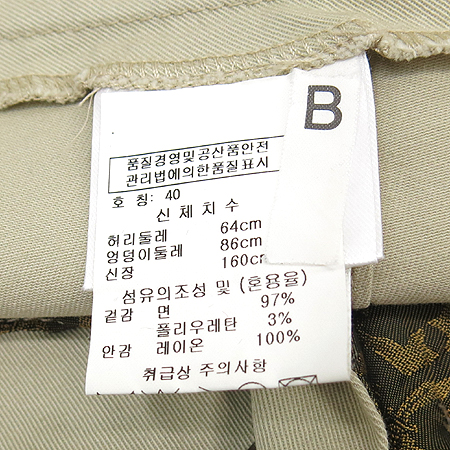 B
품질경영및공산품안전
관리법에의한품질표시
호 칭: 40
신 체 치 수
허리둘레 64cm
엉덩이둘레 86cm
신장 160cm
섬유의조성 및 (혼용율)
겉감 면 97%
폴리우레탄 3%
안감 레이온 100%
취급상 주의사항